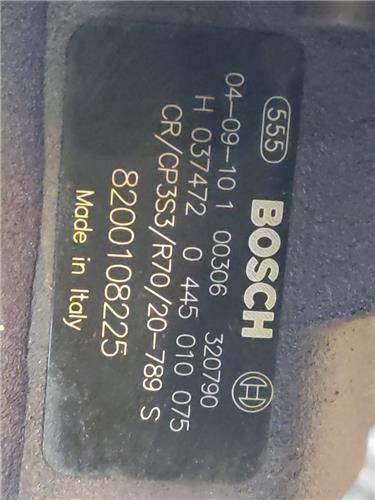 555 BOSCH
04-09-10 1 00306 320790
H 037472 0 445 010 075
CR/CP3S3/R70/20-789 S
8200108225
Made in Italy